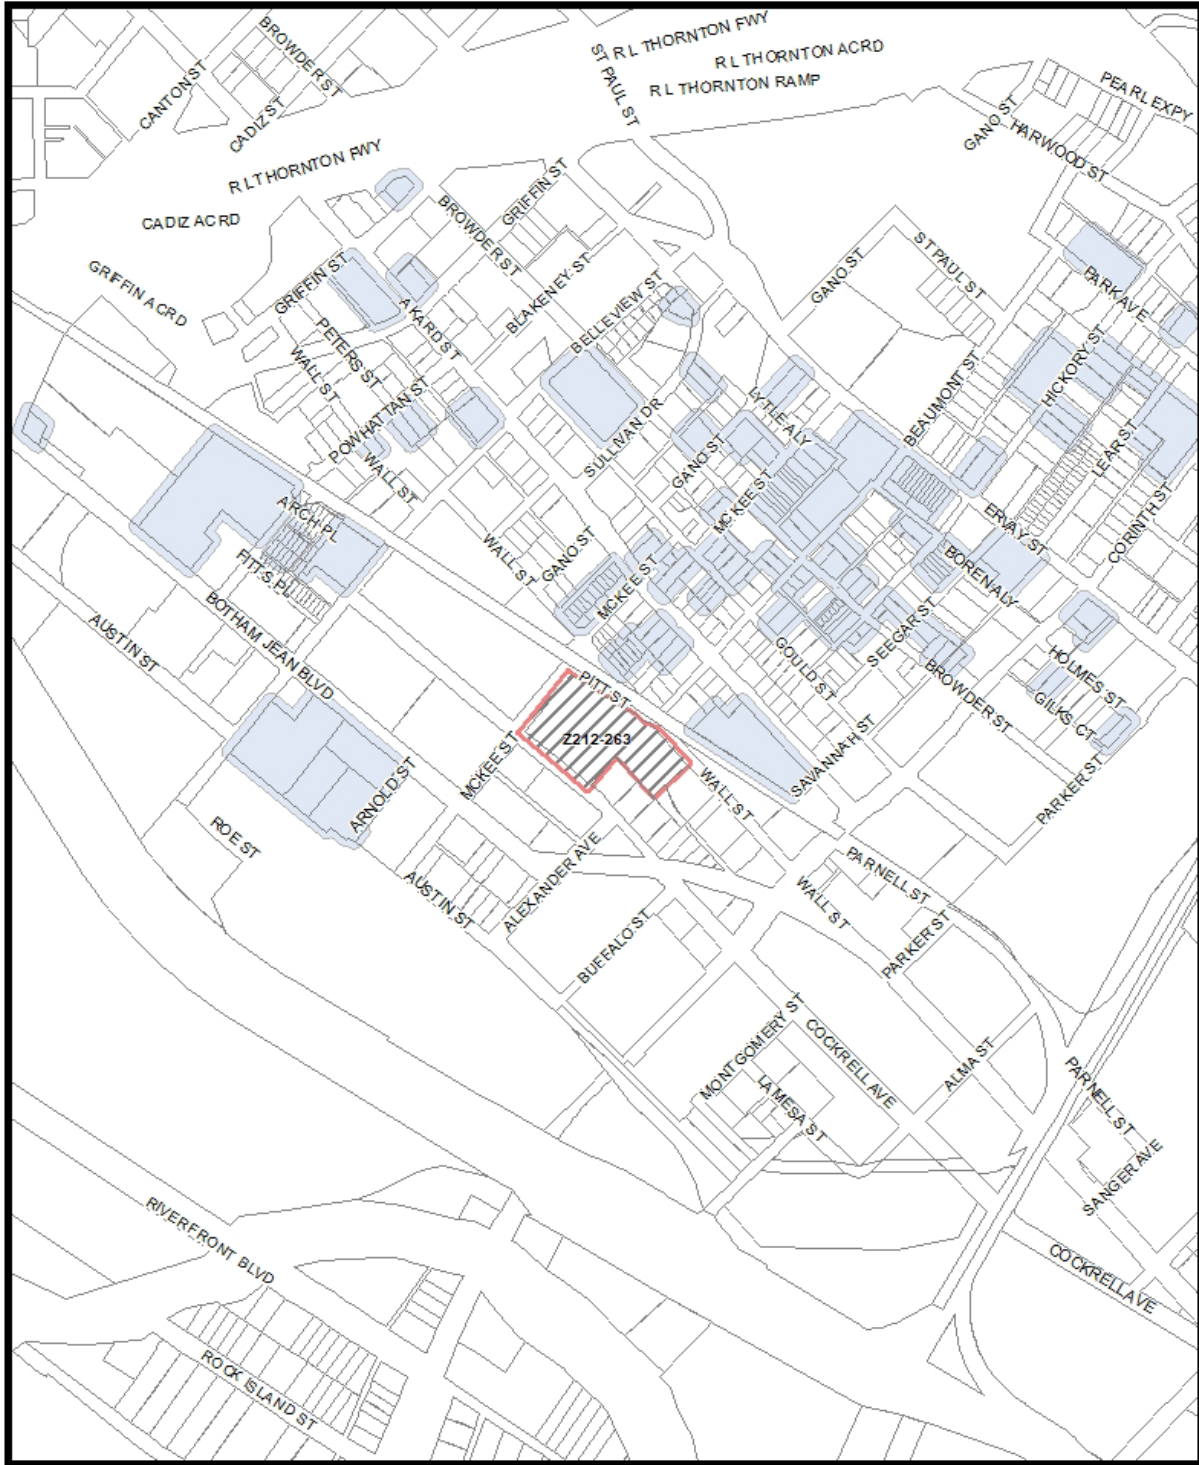 BROWDER ST
R L THORNTON FWY
ST PAUL ST
R L THORNTON ACRD
R L THORNTON RAMP
PEARL EXPY
CANTON ST
CADIZ ST
GANO ST
HARWOOD ST
R L THORNTON FWY
CADIZ ACRD
BROWDER ST
GRIFFIN ST
GRIFFIN ACRD
GRIFFIN ST
BLAKENEY ST
GANO ST
ST PAUL ST
PARK AVE
AKARD ST
BELLEVIEW ST
PETERS ST
WALL ST
HICKORY ST
BEAUMONT ST
POWHATTAN ST
LYTLE ALY
SULLIVAN DR
WALL ST
GANO ST
LEAR ST
MCKEE ST
ARCH PL
CORINTH ST
ERVAY ST
WALL ST
GANO ST
FITTS PL
MCKEE ST
BOREN ALY
BOTHAM JEAN BLVD
AUSTIN ST
SEEGAR ST
GOULD ST
HOLMES ST
BROWDER ST
PITT ST
GILKS CT
Z212-263
SAVANNAH ST
MCKEE ST
WALL ST
ARNOLD ST
PARKER ST
ROE ST
ALEXANDER AVE
PARNELL ST
AUSTIN ST
WALL ST
BUFFALO ST
PARKER ST
MONTGOMERY ST
COCKRELL AVE
ALMA ST
LAMESA ST
PARNELL ST
SANGER AVE
RIVERFRONT BLVD
COCKRELL AVE
ROCK ISLAND ST